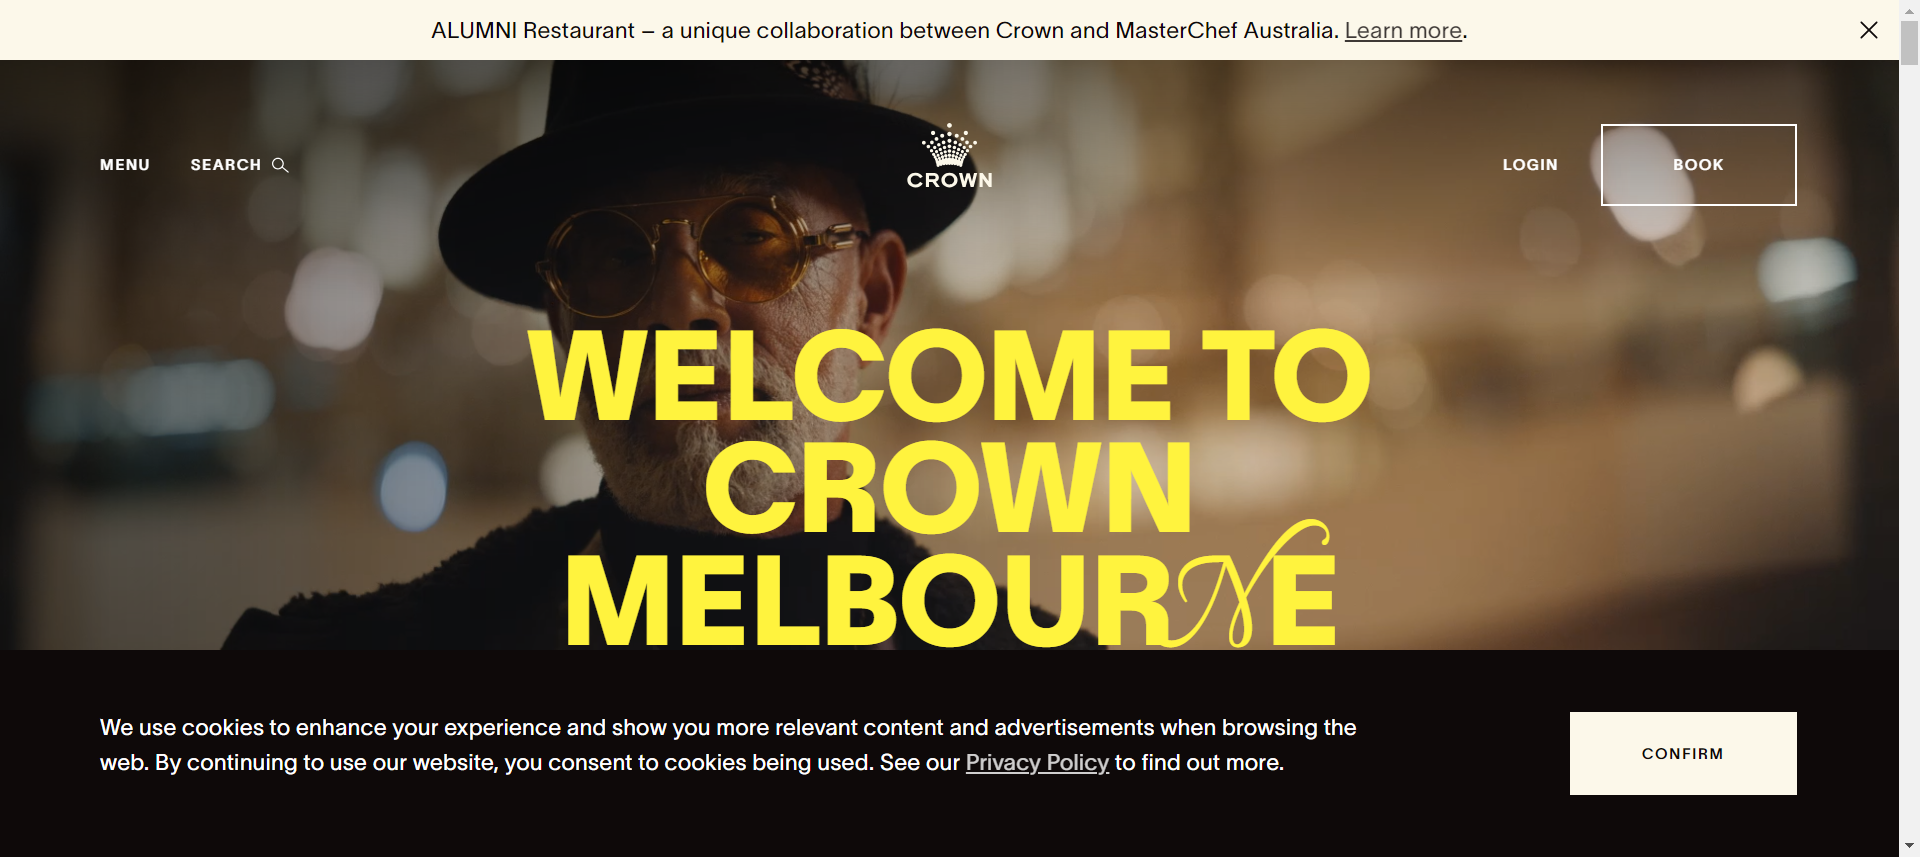 ALUMNI Restaurant – a unique collaboration between Crown and MasterChef Australia. Learn more.
MENU
SEARCH
CROWN
LOGIN
BOOK
WELCOME TO
CROWN
MELBOURNE
We use cookies to enhance your experience and show you more relevant content and advertisements when browsing the
web. By continuing to use our website, you consent to cookies being used. See our Privacy Policy to find out more.
CONFIRM